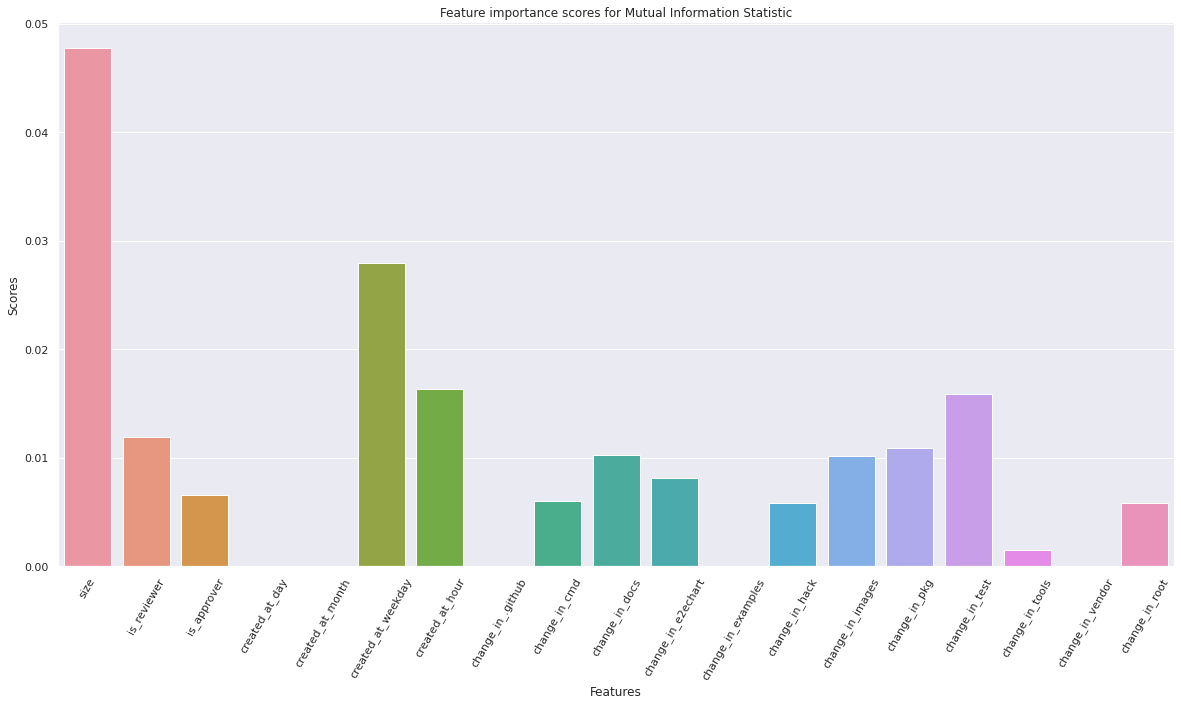 Feature importance scores for Mutual Information Statistic
0.05
0.04
0.03
0.02
0.01
0.00
Scores
size
is_reviewer
is_approver
created_at_day
created_at_month
created_at_weekday
created_at_hour
change_in_.github
change_in_cmd
change_in_docs
change_in_e2echart
change_in_examples
change_in_hack
change_in_images
change_in_pkg
change_in_test
change_in_tools
change_in_vendor
change_in_root
Features